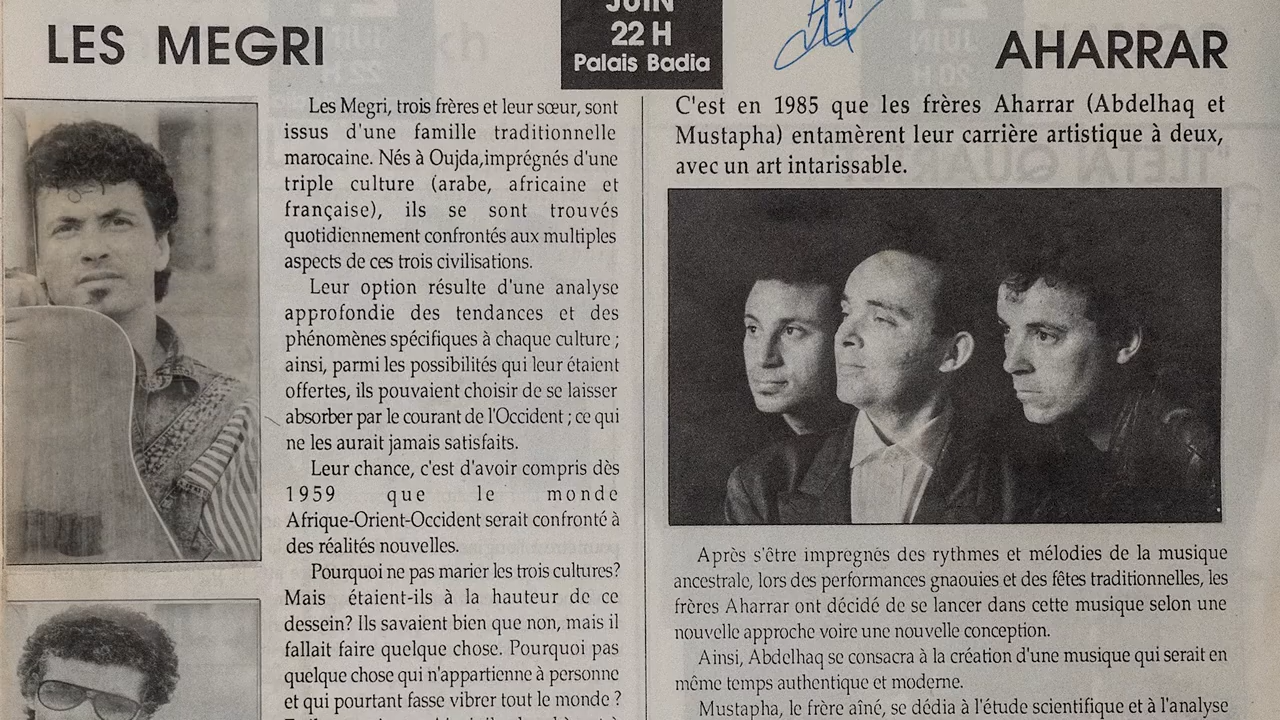 LES MEGRI
JUIN
22 H
Palais Badia
AHARRAR
Les Megri, trois frères et leur sœur, sont
issus d'une famille traditionnelle
marocaine. Nés à Oujda,imprégnés d'une
triple culture (arabe, africaine et
française), ils se sont trouvés
quotidiennement confrontés aux multiples
aspects de ces trois civilisations.
Leur option résulte d'une analyse
approfondie des tendances et des
phénomènes spécifiques à chaque culture ;
ainsi, parmi les possibilités qui leur étaient
offertes, ils pouvaient choisir de se laisser
absorber par le courant de l'Occident ; ce qui
ne les aurait jamais satisfaits.
Leur chance, c'est d'avoir compris dès
1959 que le monde
Afrique-Orient-Occident serait confronté à
des réalités nouvelles.
Pourquoi ne pas marier les trois cultures?
Mais étaient-ils à la hauteur de ce
dessein? Ils savaient bien que non, mais il
fallait faire quelque chose. Pourquoi pas
quelque chose qui n'appartienne à personne
et qui pourtant fasse vibrer tout le monde ?
C'est en 1985 que les frères Aharrar (Abdelhaq et
Mustapha) entamèrent leur carrière artistique à deux,
avec un art intarissable.
Après s'être impregnés des rythmes et mélodies de la musique
ancestrale, lors des performances gnaouies et des fêtes traditionnelles, les
frères Aharrar ont décidé de se lancer dans cette musique selon une
nouvelle approche voire une nouvelle conception.
Ainsi, Abdelhaq se consacra à la création d'une musique qui serait en
même temps authentique et moderne.
Mustapha, le frère aîné, se dédia à l'étude scientifique et à l'analyse